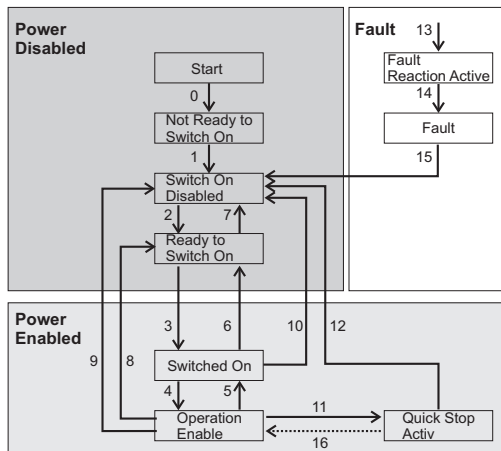 Power
Disabled
Fault
13
Start
Fault
Reaction Active
0
14
Not Ready to
Switch On
Fault
1
15
Switch On
Disabled
2
7
Ready to
Switch On
Power
Enabled
3
6
10
12
9
8
Switched On
4
5
Operation
Enable
11
16
Quick Stop
Activ